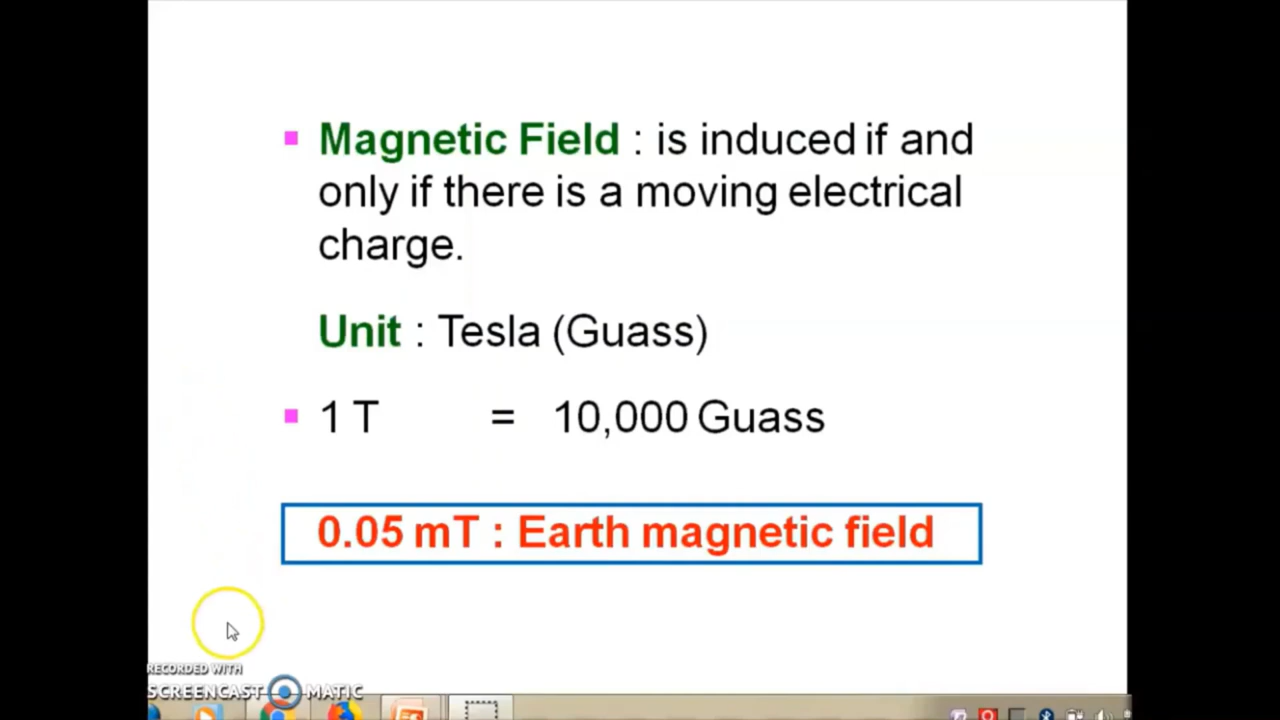 Magnetic Field : is induced if and
only if there is a moving electrical
charge.
Unit : Tesla (Guass)
1 T = 10,000 Guass
0.05 mT : Earth magnetic field
RECORDED WITH
SCREENCAST MATIC